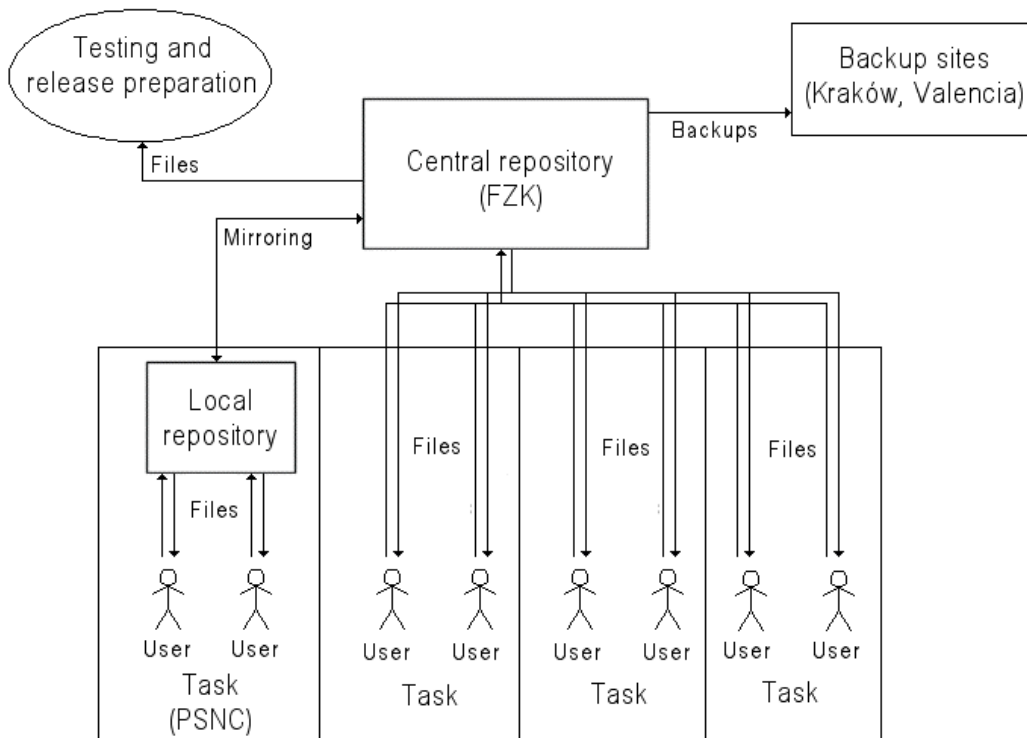 Testing and
release preparation
Backup sites
(Kraków, Valencia)
Central repository
(FZK)
Backups
Files
Mirroring
Local
repository
Files
Files
Files
Files
User
User
User
User
User
User
User
User
Task
(PSNC)
Task
Task
Task